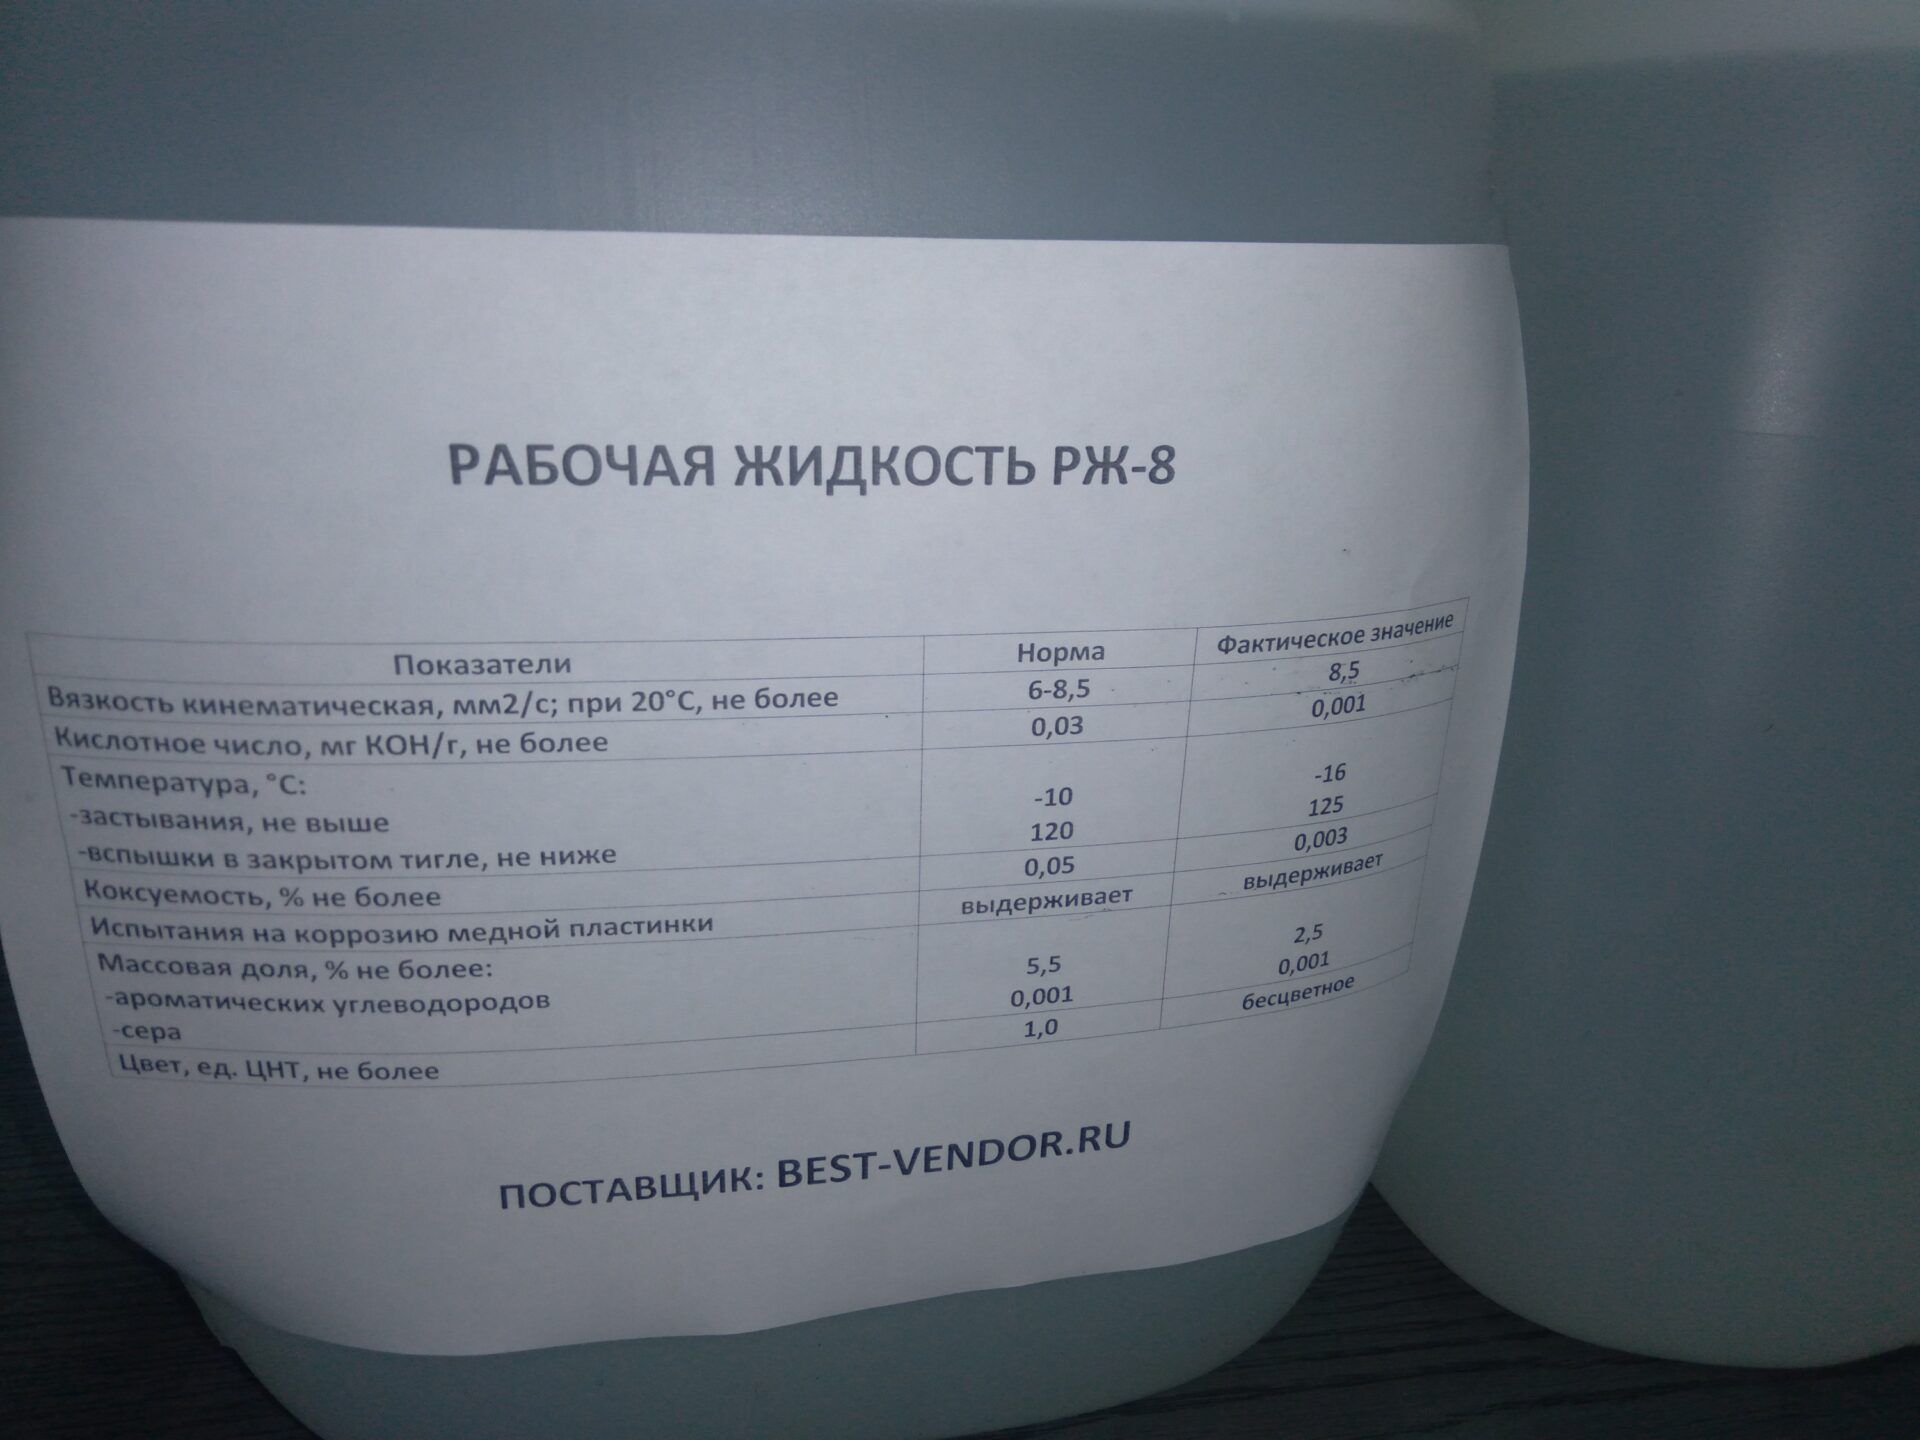 РАБОЧАЯ ЖИДКОСТЬ РЖ-8
Показатели Норма Фактическое значение
Вязкость кинематическая, мм2/с; при 20°С, не более 6-8,5 8,5
Кислотное число, мг КОН/г, не более 0,03 0,001
Температура, °С:
-застывания, не выше -10 -16
-вспышки в закрытом тигле, не ниже 120 125
Коксуемость, % не более 0,05 0,003
Испытания на коррозию медной пластинки выдерживает выдерживает
Массовая доля, % не более:
-ароматических углеводородов 5,5 2,5
-сера 0,001 0,001
Цвет, ед. ЦНТ, не более 1,0 бесцветное
ПОСТАВЩИК: BEST-VENDOR.RU